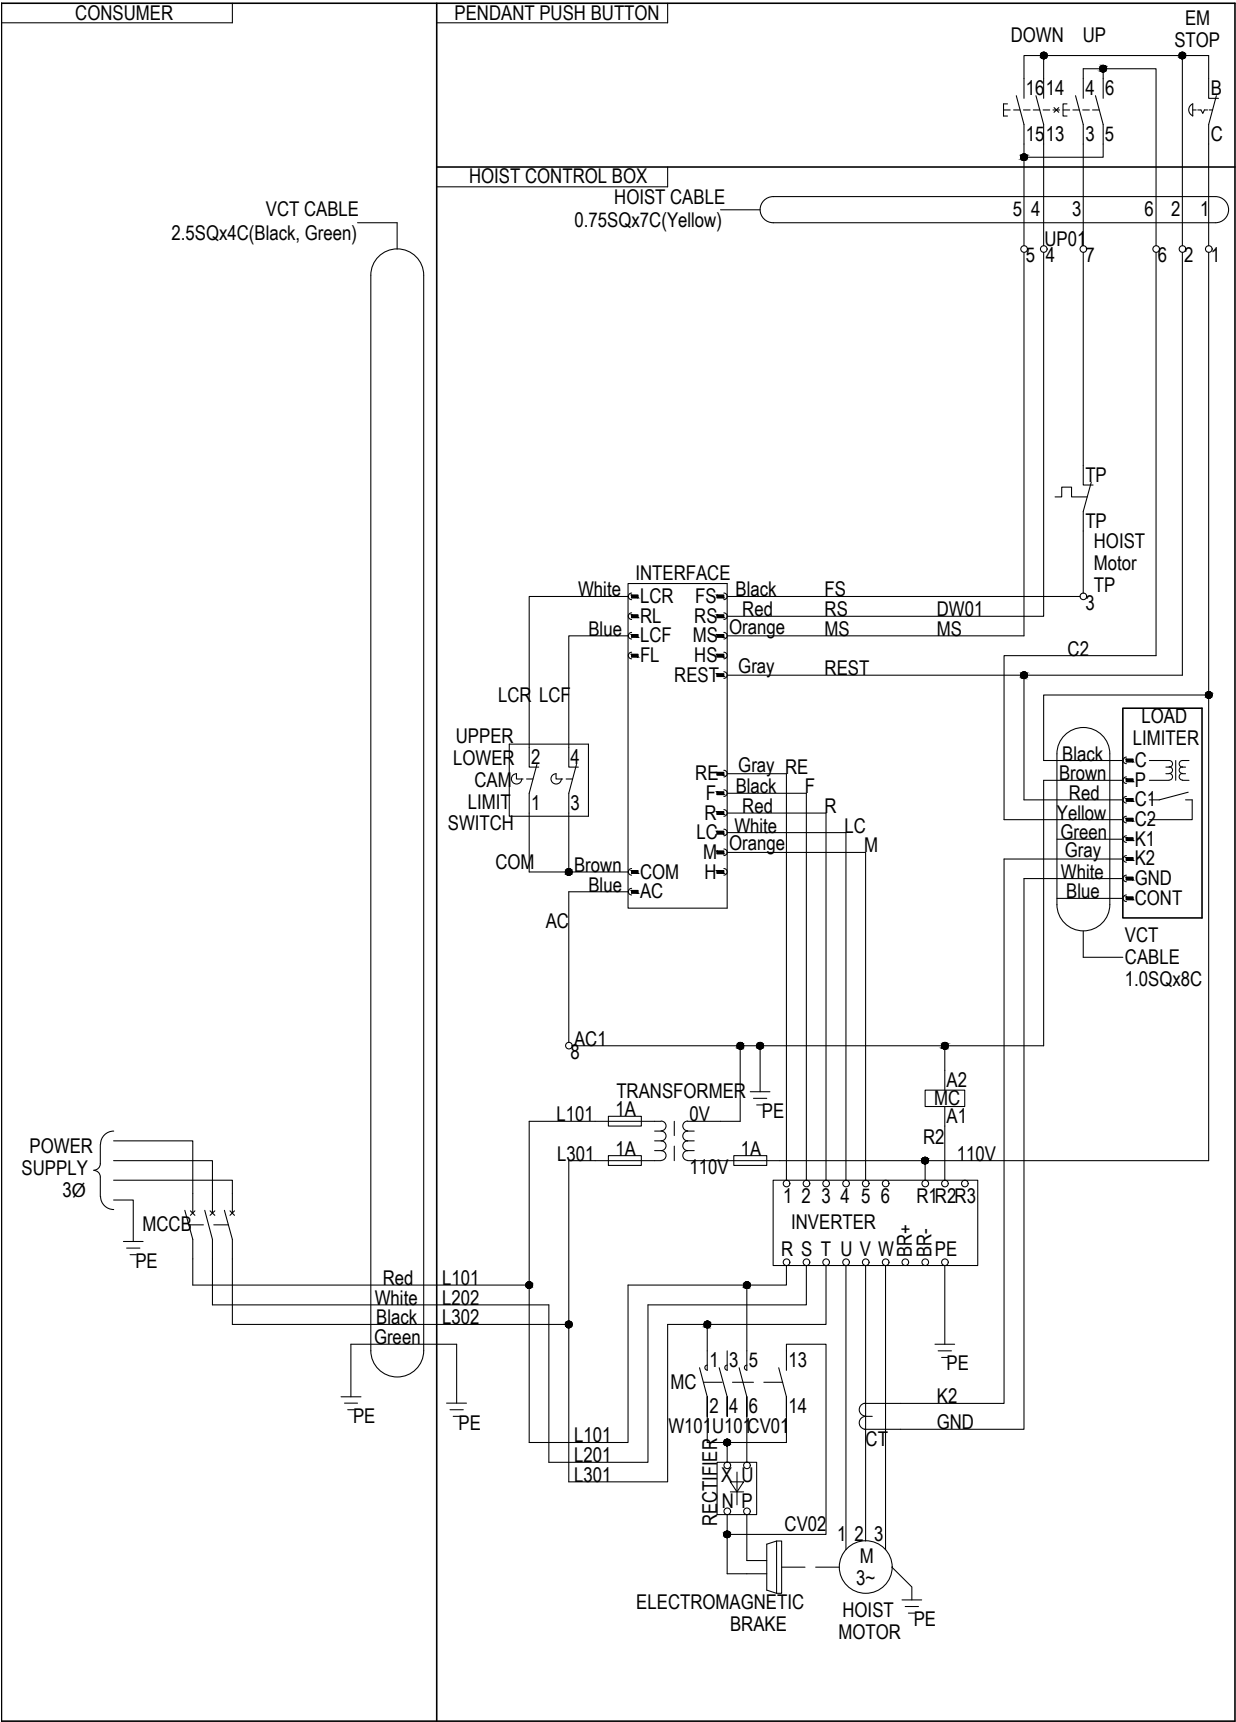 CONSUMER
PENDANT PUSH BUTTON
DOWN UP
EM
STOP
16 14 4 6 B
15 13 3 5 C
HOIST CONTROL BOX
HOIST CABLE
0.75SQx7C(Yellow)
5 4 3 6 2 1
VCT CABLE
2.5SQx4C(Black, Green)
UP01
5 4 7 6 2 1
TP
TP
HOIST
Motor
TP
3
INTERFACE
White LCR FS Black FS
RL RS Red RS DW01
Blue LCF MS Orange MS MS
FL HS
REST Gray REST
C2
LCR LCF
UPPER
LOWER
CAM
LIMIT
SWITCH
2 4
1 3
COM
Brown COM
Blue AC
AC
RE Gray RE
F Black F
R Red R
LC White LC
M Orange M
H
LOAD
LIMITER
Black C
Brown P
Red C1
Yellow C2
Green K1
Gray K2
White GND
Blue CONT
VCT
CABLE
1.0SQx8C
AC1
8
TRANSFORMER
PE
L101 1A 0V
L301 1A 110V 1A
A2
MC
A1
R2
110V
1 2 3 4 5 6 R1 R2 R3
INVERTER
R S T U V W BR+ BR- PE
PE
POWER
SUPPLY
3Ø
MCCB
PE
Red L101
White L202
Black L302
Green
PE
PE
MC
1 3 5 13
2 4 6 14
W101 U101 CV01
K2
GND
CT
L101
L201
L301
RECTIFIER
X U
N P
CV02
1 2 3
M
3~
ELECTROMAGNETIC
BRAKE
HOIST
MOTOR
PE